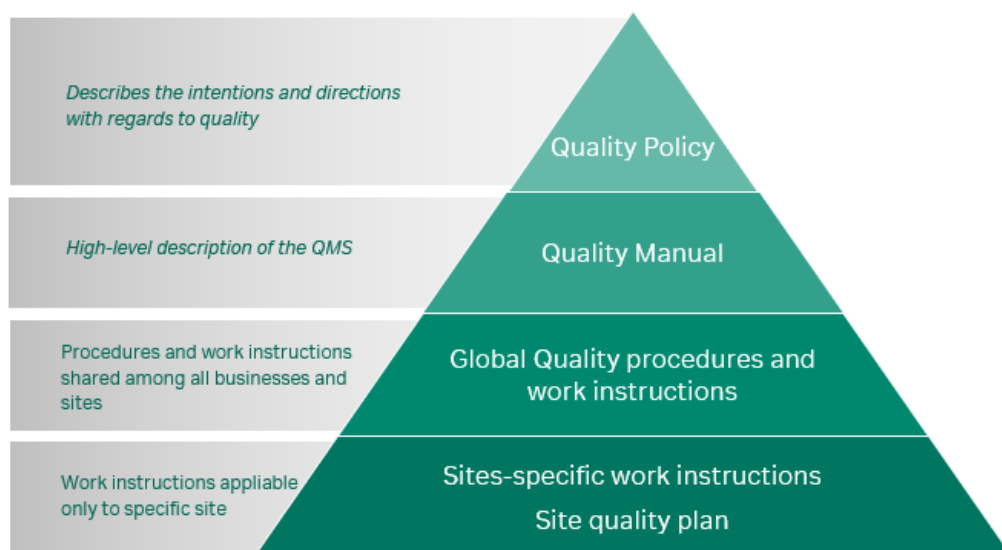 Describes the intentions and directions
with regards to quality
Quality Policy
High-level description of the QMS
Quality Manual
Procedures and work instructions
shared among all businesses and
sites
Global Quality procedures and
work instructions
Work instructions appliable
only to specific site
Sites-specific work instructions
Site quality plan